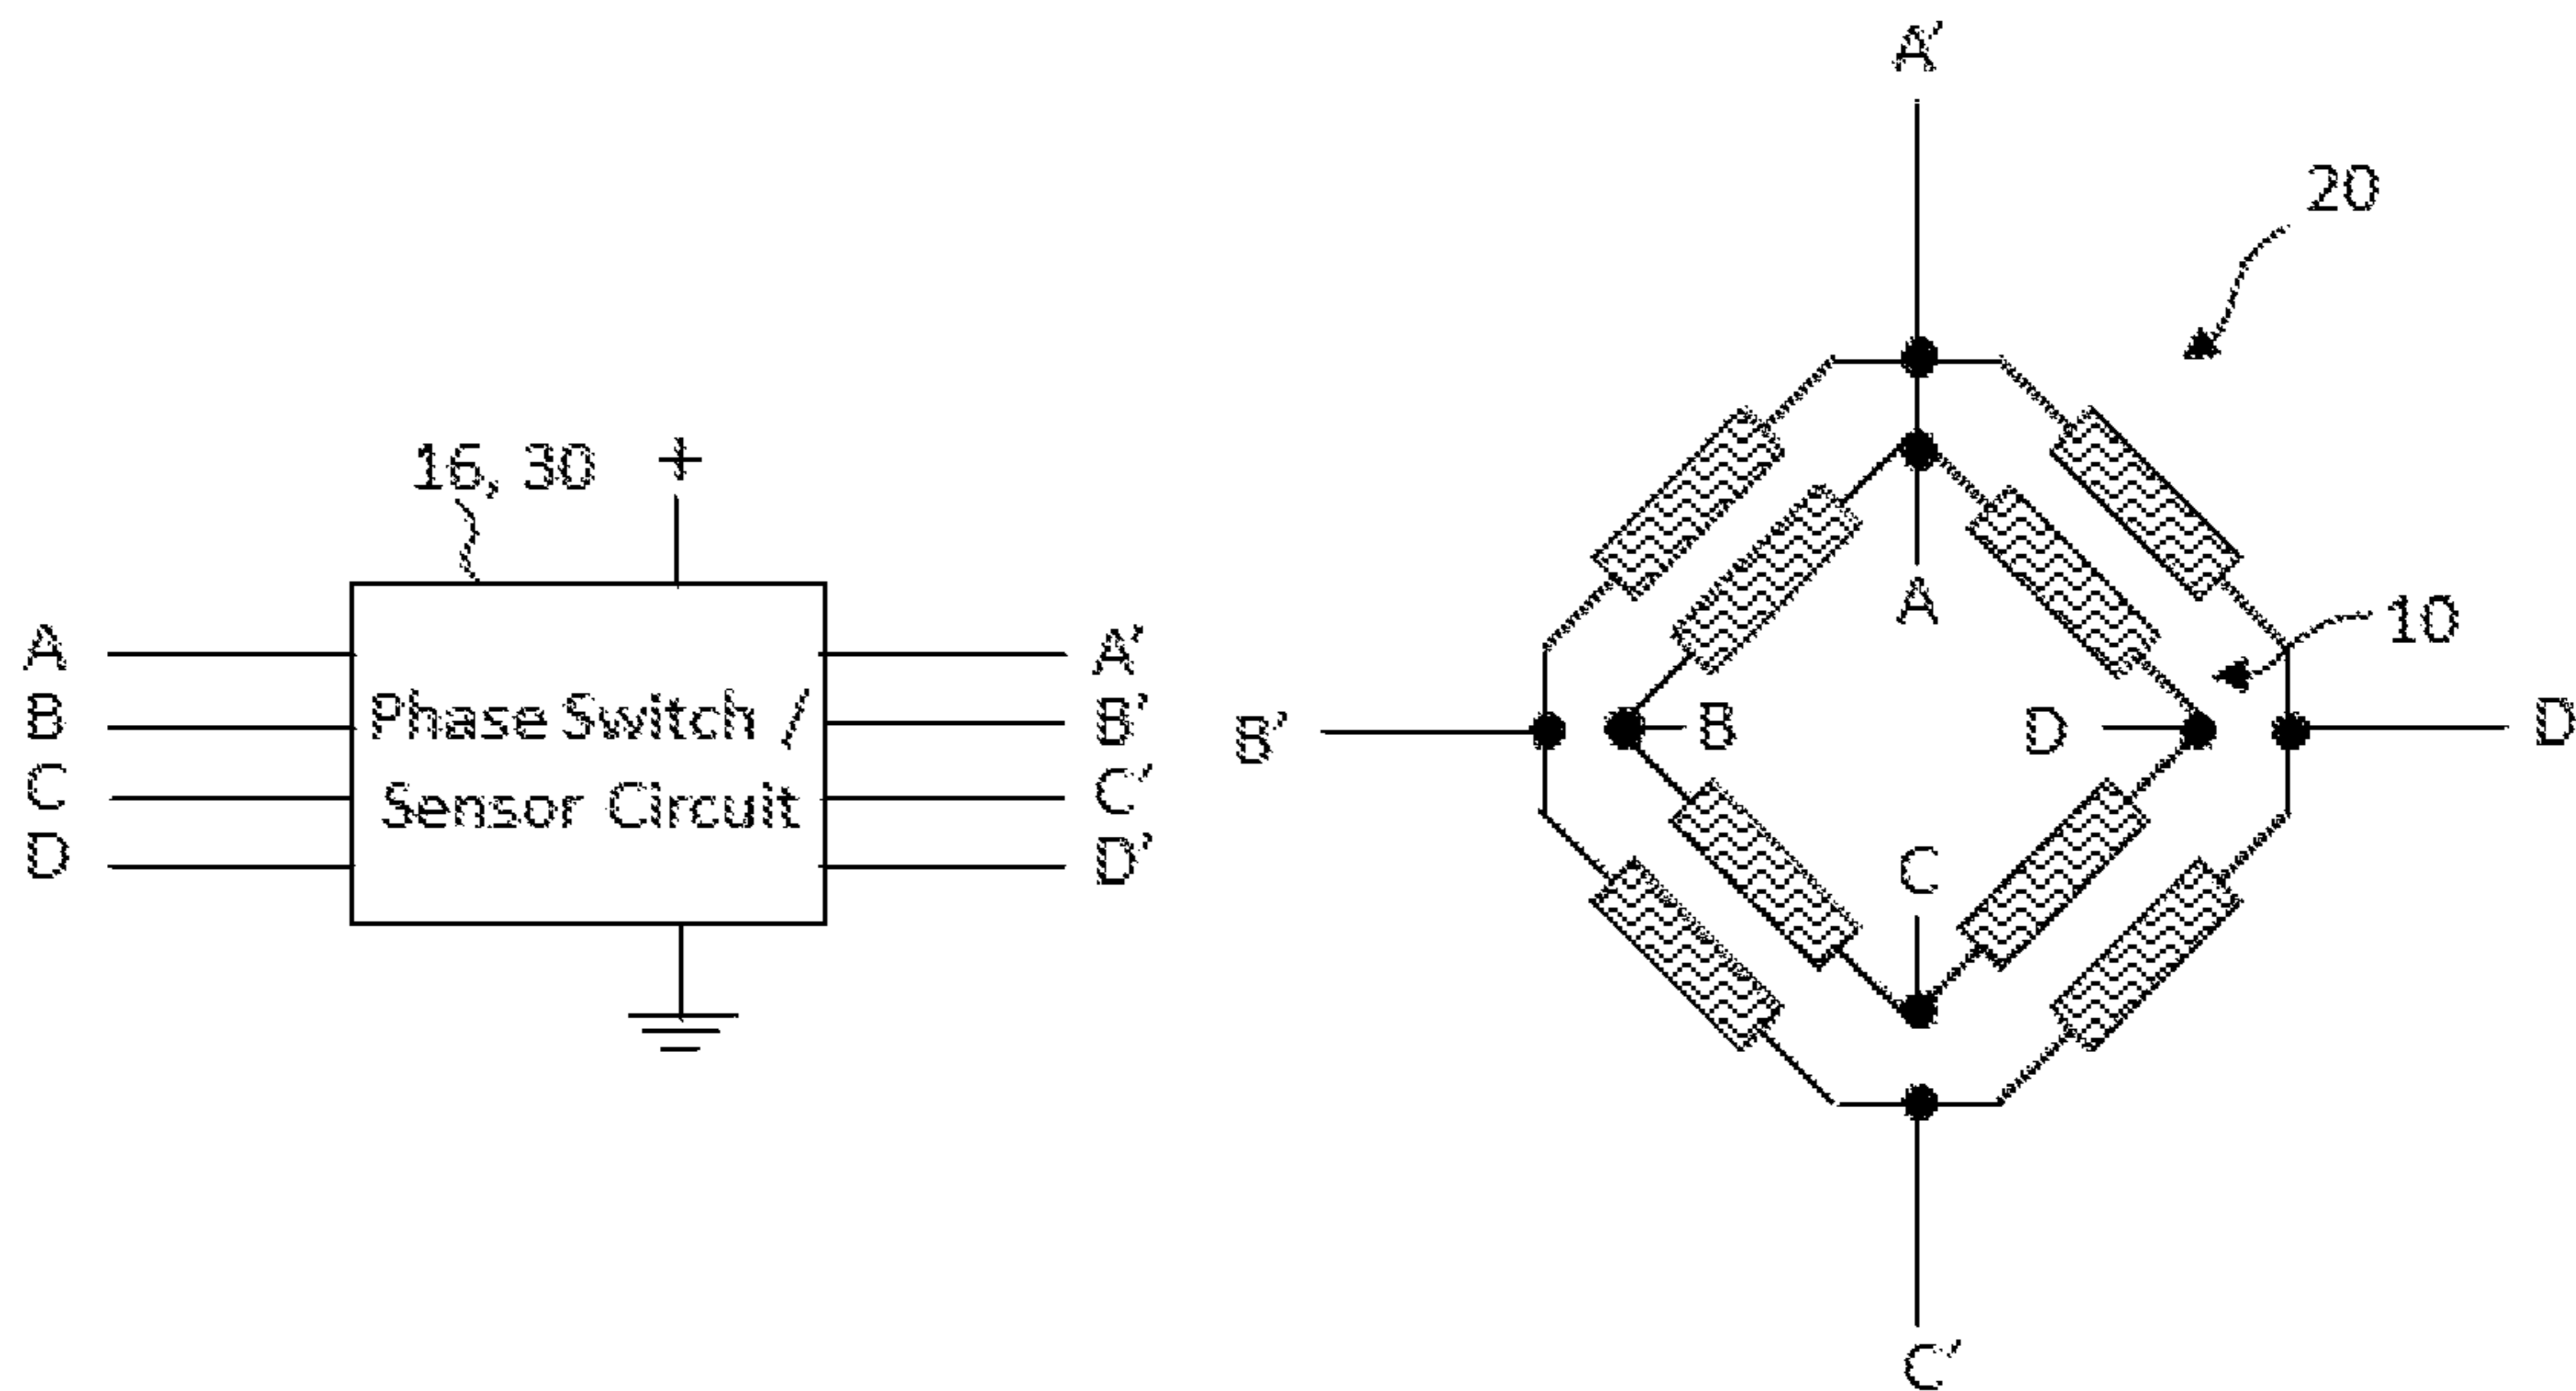 A'
20
16, 30
+
A
B
C
D
Phase Switch /
Sensor Circuit
A'
B'
C'
D'
10
A
B'
B
D
D
C
C'